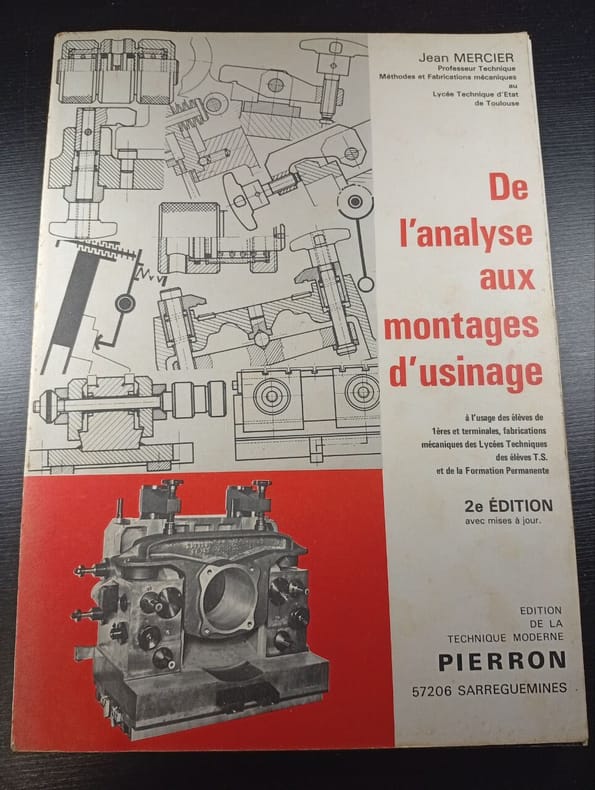 Jean MERCIER
Professeur Technique
Méthodes et Fabrications mécaniques
au
Lycée Technique d'Etat
de Toulouse
De
l'analyse
aux
montages
d'usinage
à l'usage des élèves de
1ères et terminales, fabrications
mécaniques des Lycées Techniques
des élèves T.S.
et de la Formation Permanente
2e ÉDITION
avec mises à jour.
EDITION
DE LA
TECHNIQUE MODERNE
PIERRON
57206 SARREGUEMINES